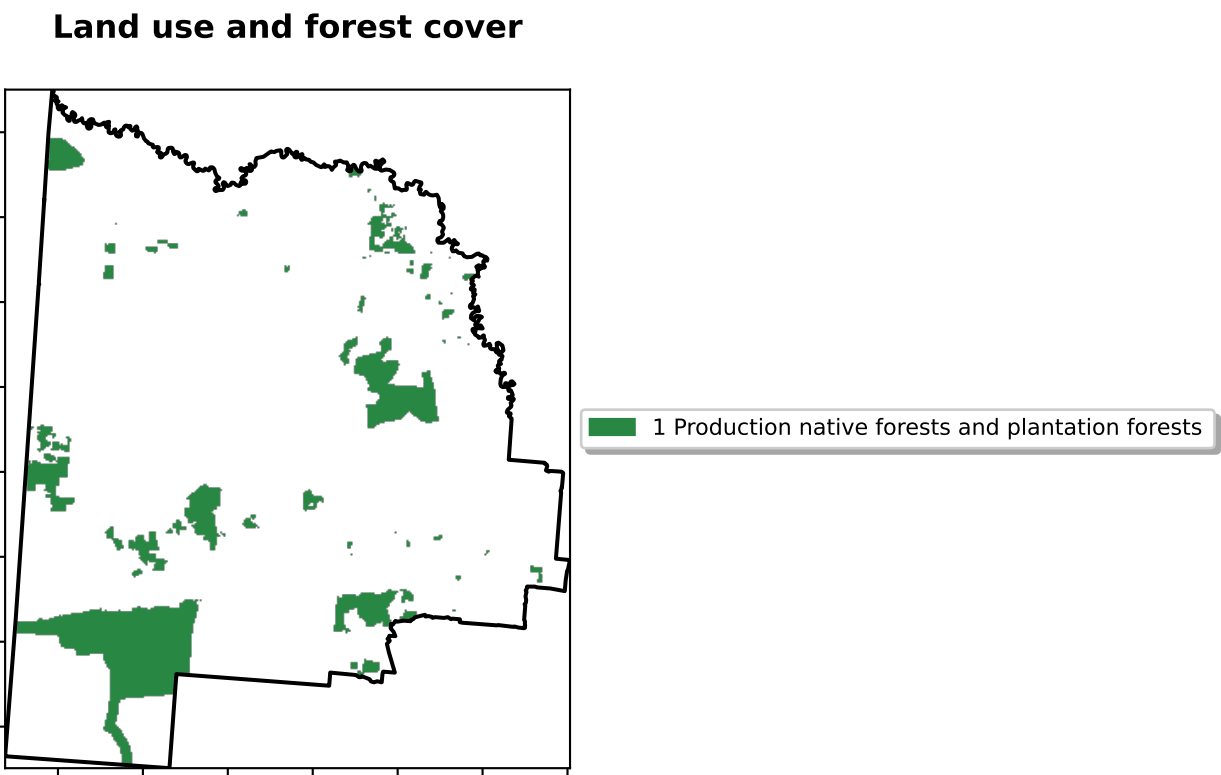 Land use and forest cover
1 Production native forests and plantation forests